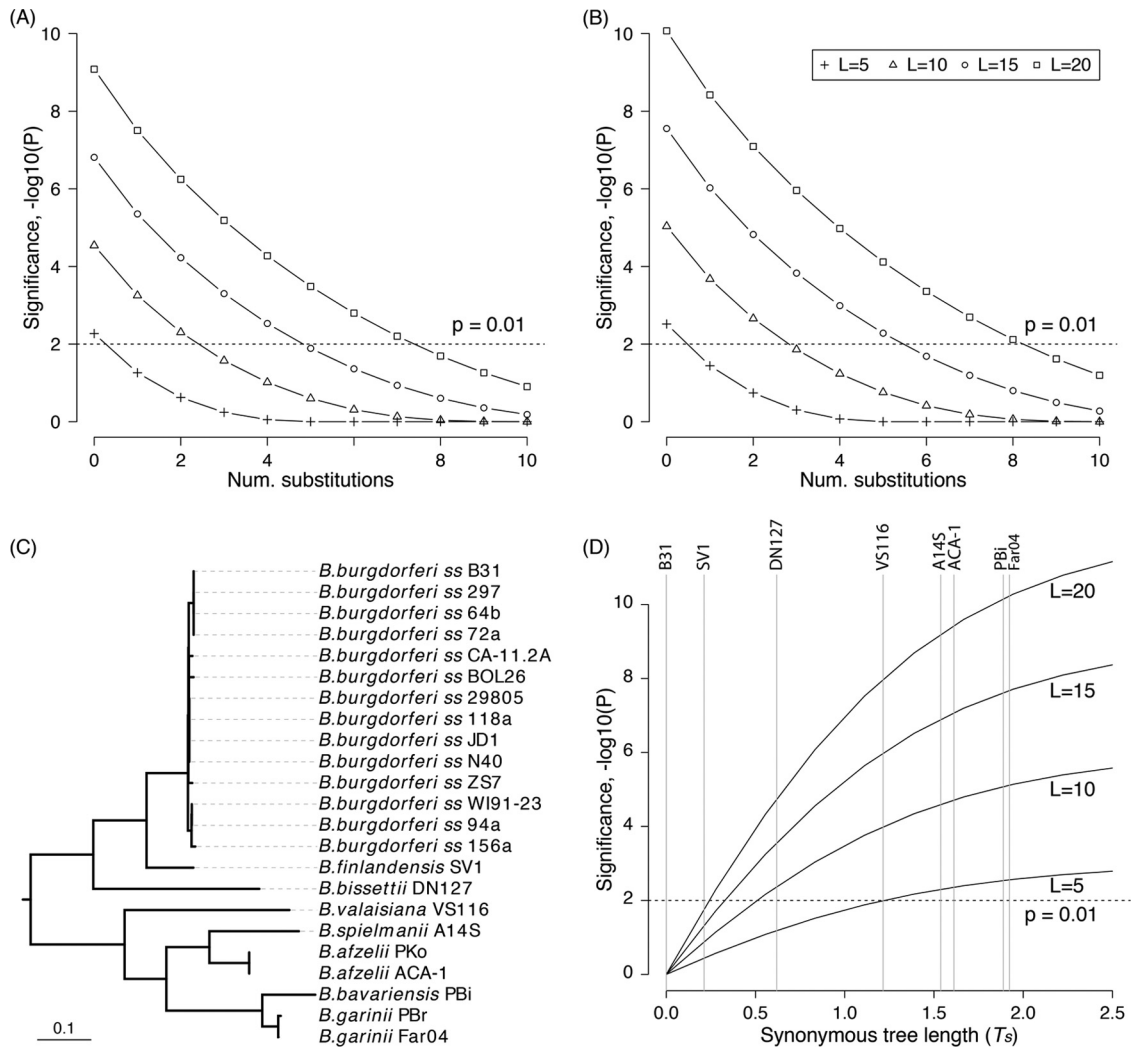 (A)
10
8
6
4
2
0
Significance, -log10(P)
p = 0.01
0 2 4 6 8 10
Num. substitutions
(B)
10
8
6
4
2
0
Significance, -log10(P)
L=5 L=10 L=15 L=20
p = 0.01
0 2 4 6 8 10
Num. substitutions
(C)
B.burgdorferi ss B31
B.burgdorferi ss 297
B.burgdorferi ss 64b
B.burgdorferi ss 72a
B.burgdorferi ss CA-11.2A
B.burgdorferi ss BOL26
B.burgdorferi ss 29805
B.burgdorferi ss 118a
B.burgdorferi ss JD1
B.burgdorferi ss N40
B.burgdorferi ss ZS7
B.burgdorferi ss WI91-23
B.burgdorferi ss 94a
B.burgdorferi ss 156a
B.finlandensis SV1
B.bissettii DN127
B.valaisiana VS116
B.spielmanii A14S
B.afzelii PKo
B.afzelii ACA-1
B.bavariensis PBi
B.garinii PBr
B.garinii Far04
0.1
(D)
B31
SV1
DN127
VS116
A14S
ACA-1
PBi
Far04
10
8
6
4
2
0
Significance, -log10(P)
L=20
L=15
L=10
L=5
p = 0.01
0.0 0.5 1.0 1.5 2.0 2.5
Synonymous tree length (Ts)